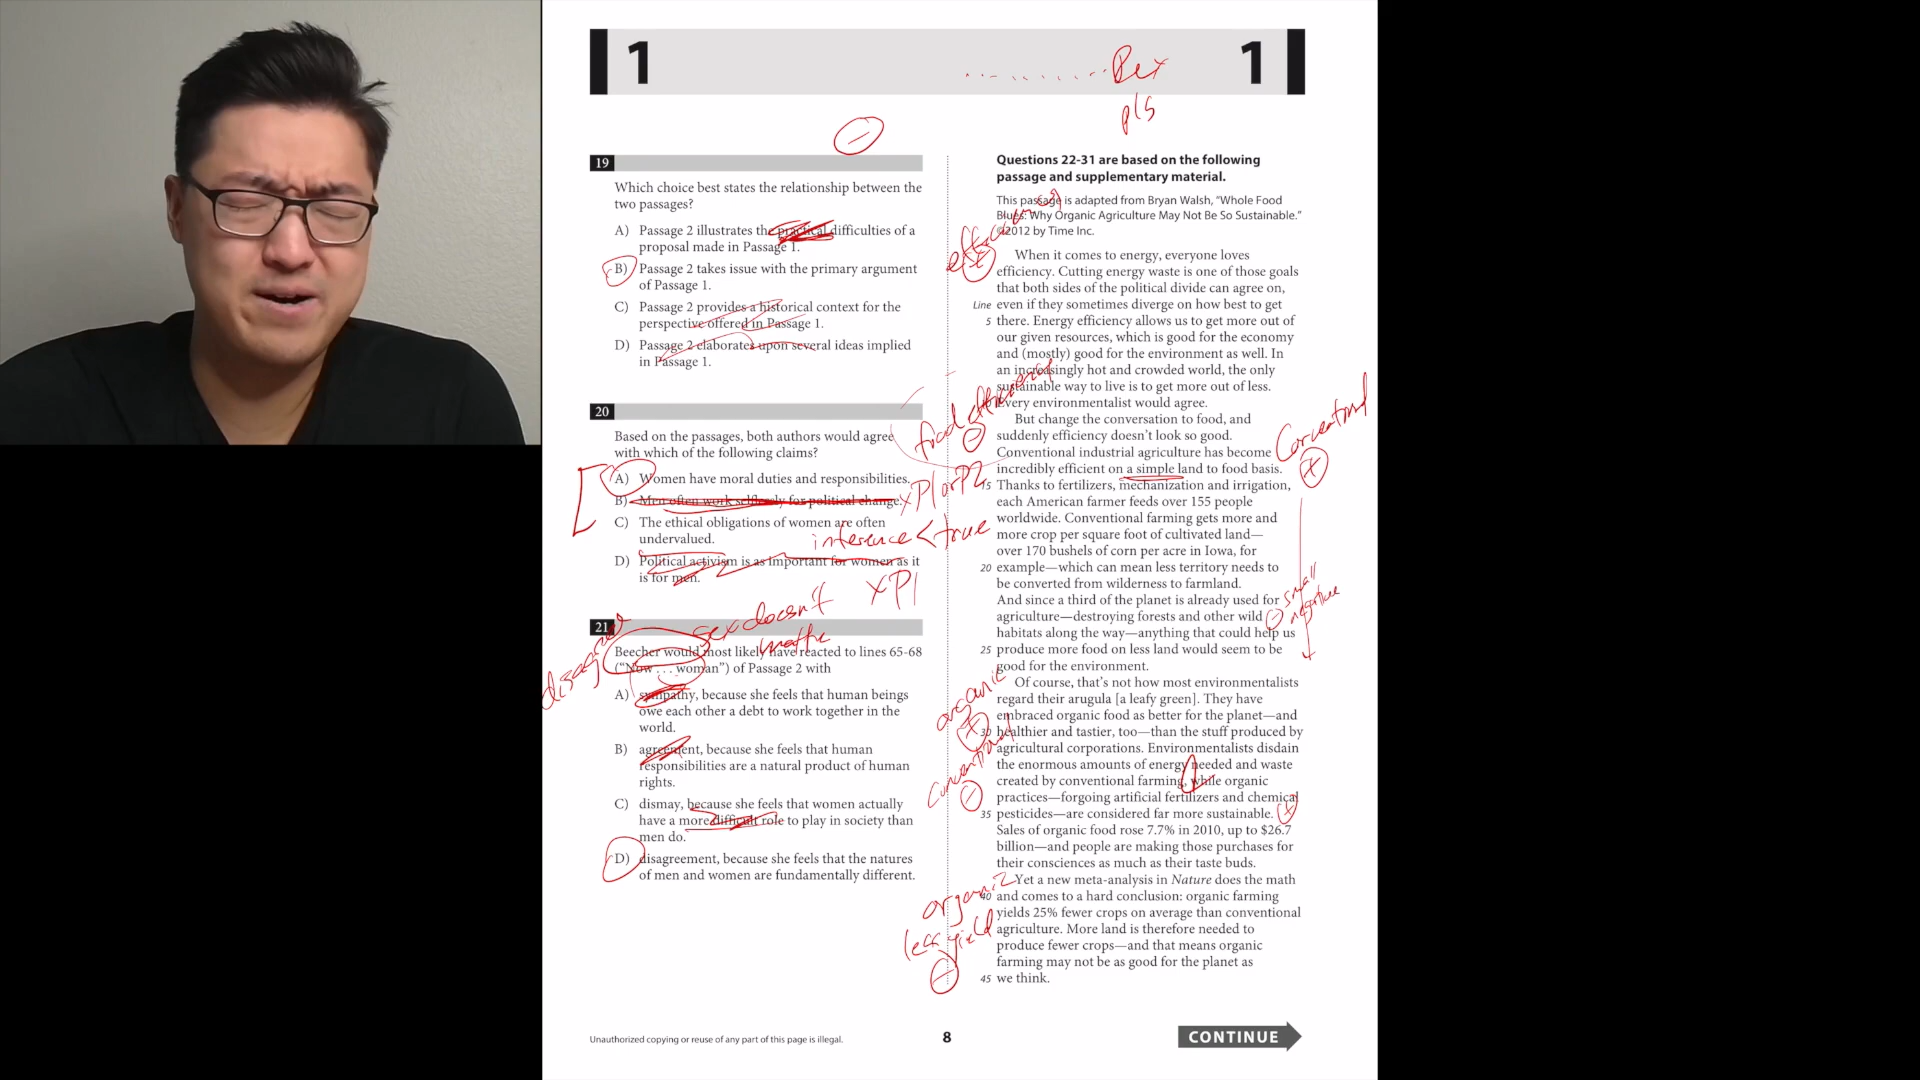 1
1
pls
19
Which choice best states the relationship between the
two passages?
A) Passage 2 illustrates the practical difficulties of a
proposal made in Passage 1.
B) Passage 2 takes issue with the primary argument
of Passage 1.
C) Passage 2 provides a historical context for the
perspective offered in Passage 1.
D) Passage 2 elaborates upon several ideas implied
in Passage 1.
20
Based on the passages, both authors would agree
with which of the following claims?
A) Women have moral duties and responsibilities.
B) Men often work selflessly for political change.
xP1 or P2
C) The ethical obligations of women are often
undervalued.
inference < true
D) Political activism is as important for women as it
is for men.
xP1
21
sex doesn't
matter
disagree
Beecher would most likely have reacted to lines 65-68
(“Now . . . woman”) of Passage 2 with
A) sympathy, because she feels that human beings
owe each other a debt to work together in the
world.
B) agreement, because she feels that human
responsibilities are a natural product of human
rights.
C) dismay, because she feels that women actually
have a more difficult role to play in society than
men do.
D) disagreement, because she feels that the natures
of men and women are fundamentally different.
Questions 22-31 are based on the following
passage and supplementary material.
This passage is adapted from Bryan Walsh, “Whole Food
Blues: Why Organic Agriculture May Not Be So Sustainable.”
©2012 by Time Inc.
efficiency
+
When it comes to energy, everyone loves
efficiency. Cutting energy waste is one of those goals
that both sides of the political divide can agree on,
Line even if they sometimes diverge on how best to get
5 there. Energy efficiency allows us to get more out of
our given resources, which is good for the economy
and (mostly) good for the environment as well. In
an increasingly hot and crowded world, the only
sustainable way to live is to get more out of less.
Every environmentalist would agree.
food efficiency
-
But change the conversation to food, and
suddenly efficiency doesn’t look so good.
Conventional industrial agriculture has become
incredibly efficient on a simple land to food basis.
15 Thanks to fertilizers, mechanization and irrigation,
each American farmer feeds over 155 people
worldwide. Conventional farming gets more and
more crop per square foot of cultivated land—
over 170 bushels of corn per acre in Iowa, for
20 example—which can mean less territory needs to
be converted from wilderness to farmland.
And since a third of the planet is already used for
agriculture—destroying forests and other wild
habitats along the way—anything that could help us
25 produce more food on less land would seem to be
good for the environment.
Conventional
+
small
negative
-
Of course, that’s not how most environmentalists
regard their arugula [a leafy green]. They have
embraced organic food as better for the planet—and
30 healthier and tastier, too—than the stuff produced by
agricultural corporations. Environmentalists disdain
the enormous amounts of energy needed and waste
created by conventional farming, while organic
practices—forgoing artificial fertilizers and chemical
35 pesticides—are considered far more sustainable.
Sales of organic food rose 7.7% in 2010, up to $26.7
billion—and people are making those purchases for
their consciences as much as their taste buds.
organic
+
Conventional
-
+
Yet a new meta-analysis in Nature does the math
40 and comes to a hard conclusion: organic farming
yields 25% fewer crops on average than conventional
agriculture. More land is therefore needed to
produce fewer crops—and that means organic
farming may not be as good for the planet as
45 we think.
organic
less yield
-
Unauthorized copying or reuse of any part of this page is illegal.
8
CONTINUE